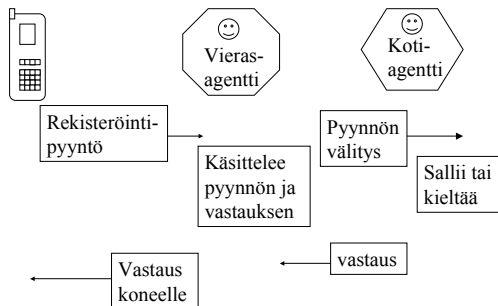 Vieras-
agentti
Koti-
agentti
Rekisteröinti-
pyyntö
Käsittelee
pyynnön ja
vastauksen
Pyynnön
välitys
Sallii tai
kieltää
vastaus
Vastaus
koneelle